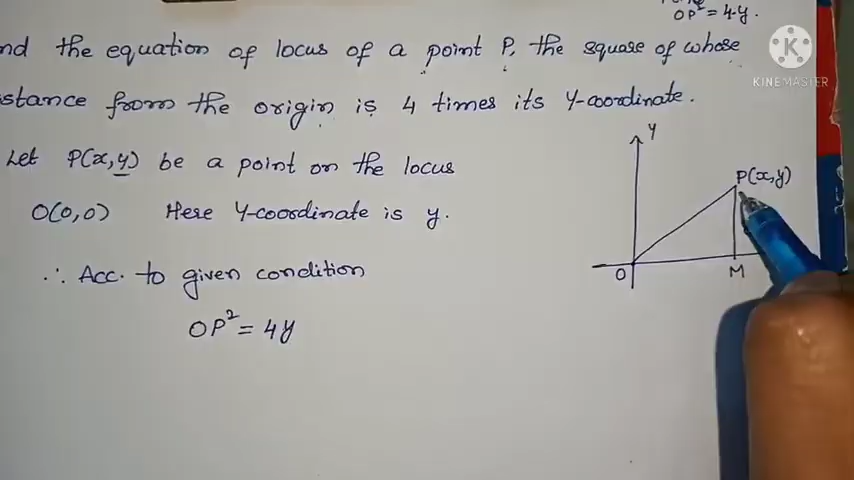 OP² = 4·y.
nd the equation of locus of a point P, the square of whose
stance from the origin is 4 times its Y-coordinate.
Let P(x,y) be a point on the locus
O(0,0) Here Y-coordinate is y.
∴ Acc. to given condition
OP² = 4y
Y
P(x,y)
O
M
K
KINEMASTER